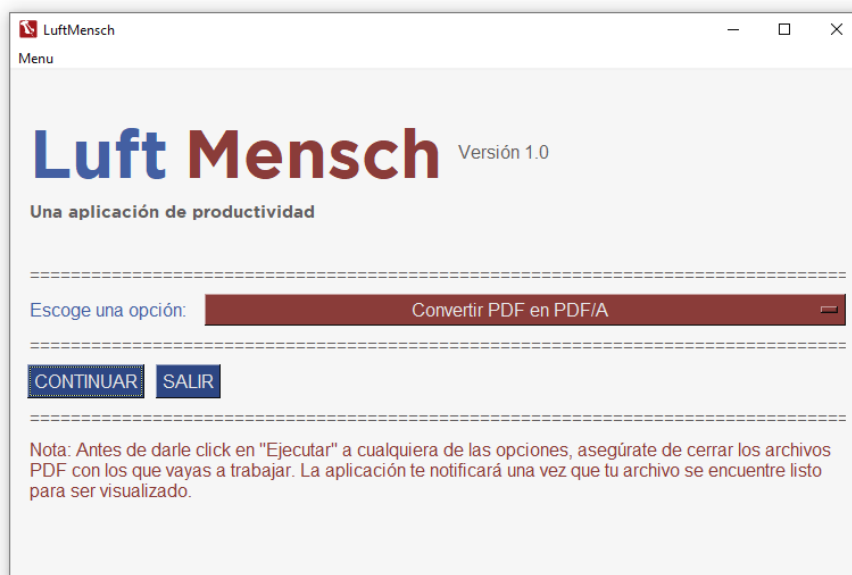 LuftMensch
Menu
Luft Mensch Versión 1.0
Una aplicación de productividad
================================================================================
Escoge una opción: Convertir PDF en PDF/A
================================================================================
CONTINUAR SALIR
================================================================================
Nota: Antes de darle click en "Ejecutar" a cualquiera de las opciones, asegúrate de cerrar los archivos
PDF con los que vayas a trabajar. La aplicación te notificará una vez que tu archivo se encuentre listo
para ser visualizado.